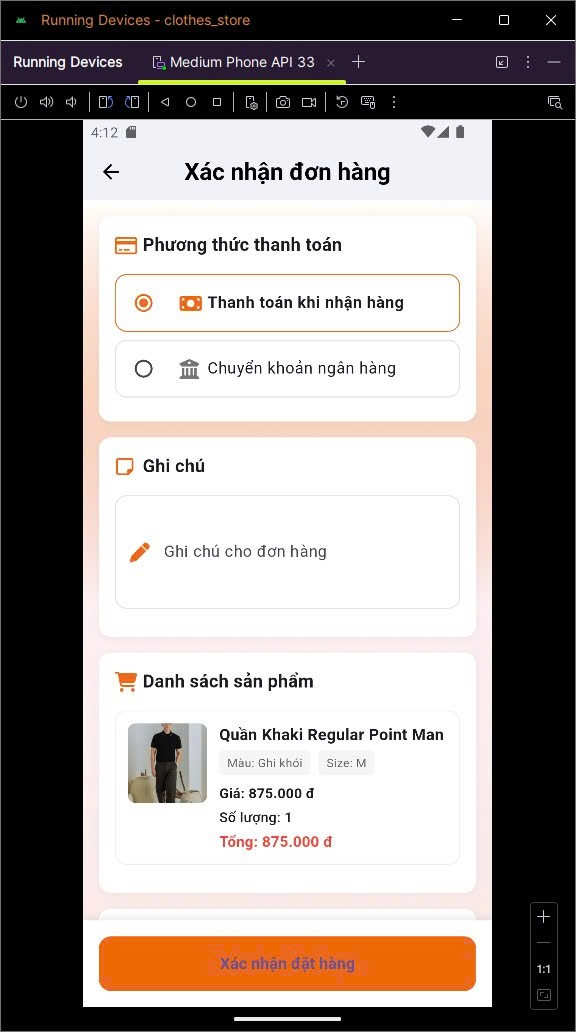 Running Devices - clothes_store
Running Devices
Medium Phone API 33
4:12
Xác nhận đơn hàng
Phương thức thanh toán
Thanh toán khi nhận hàng
Chuyển khoản ngân hàng
Ghi chú
Ghi chú cho đơn hàng
Danh sách sản phẩm
Quần Khaki Regular Point Man
Màu: Ghi khói Size: M
Giá: 875.000 đ
Số lượng: 1
Tổng: 875.000 đ
Xác nhận đặt hàng
1:1